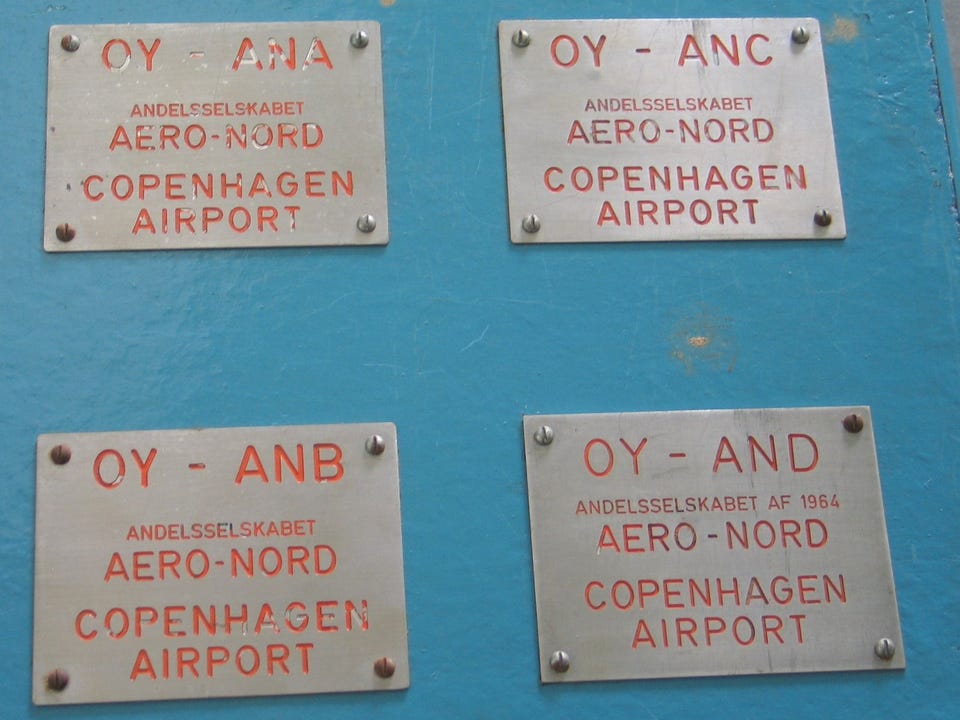 OY - ANA
ANDELSSELSKABET
AERO-NORD
COPENHAGEN
AIRPORT
OY - ANC
ANDELSSELSKABET
AERO-NORD
COPENHAGEN
AIRPORT
OY - ANB
ANDELSSELSKABET
AERO-NORD
COPENHAGEN
AIRPORT
OY - AND
ANDELSSELSKABET AF 1964
AERO-NORD
COPENHAGEN
AIRPORT